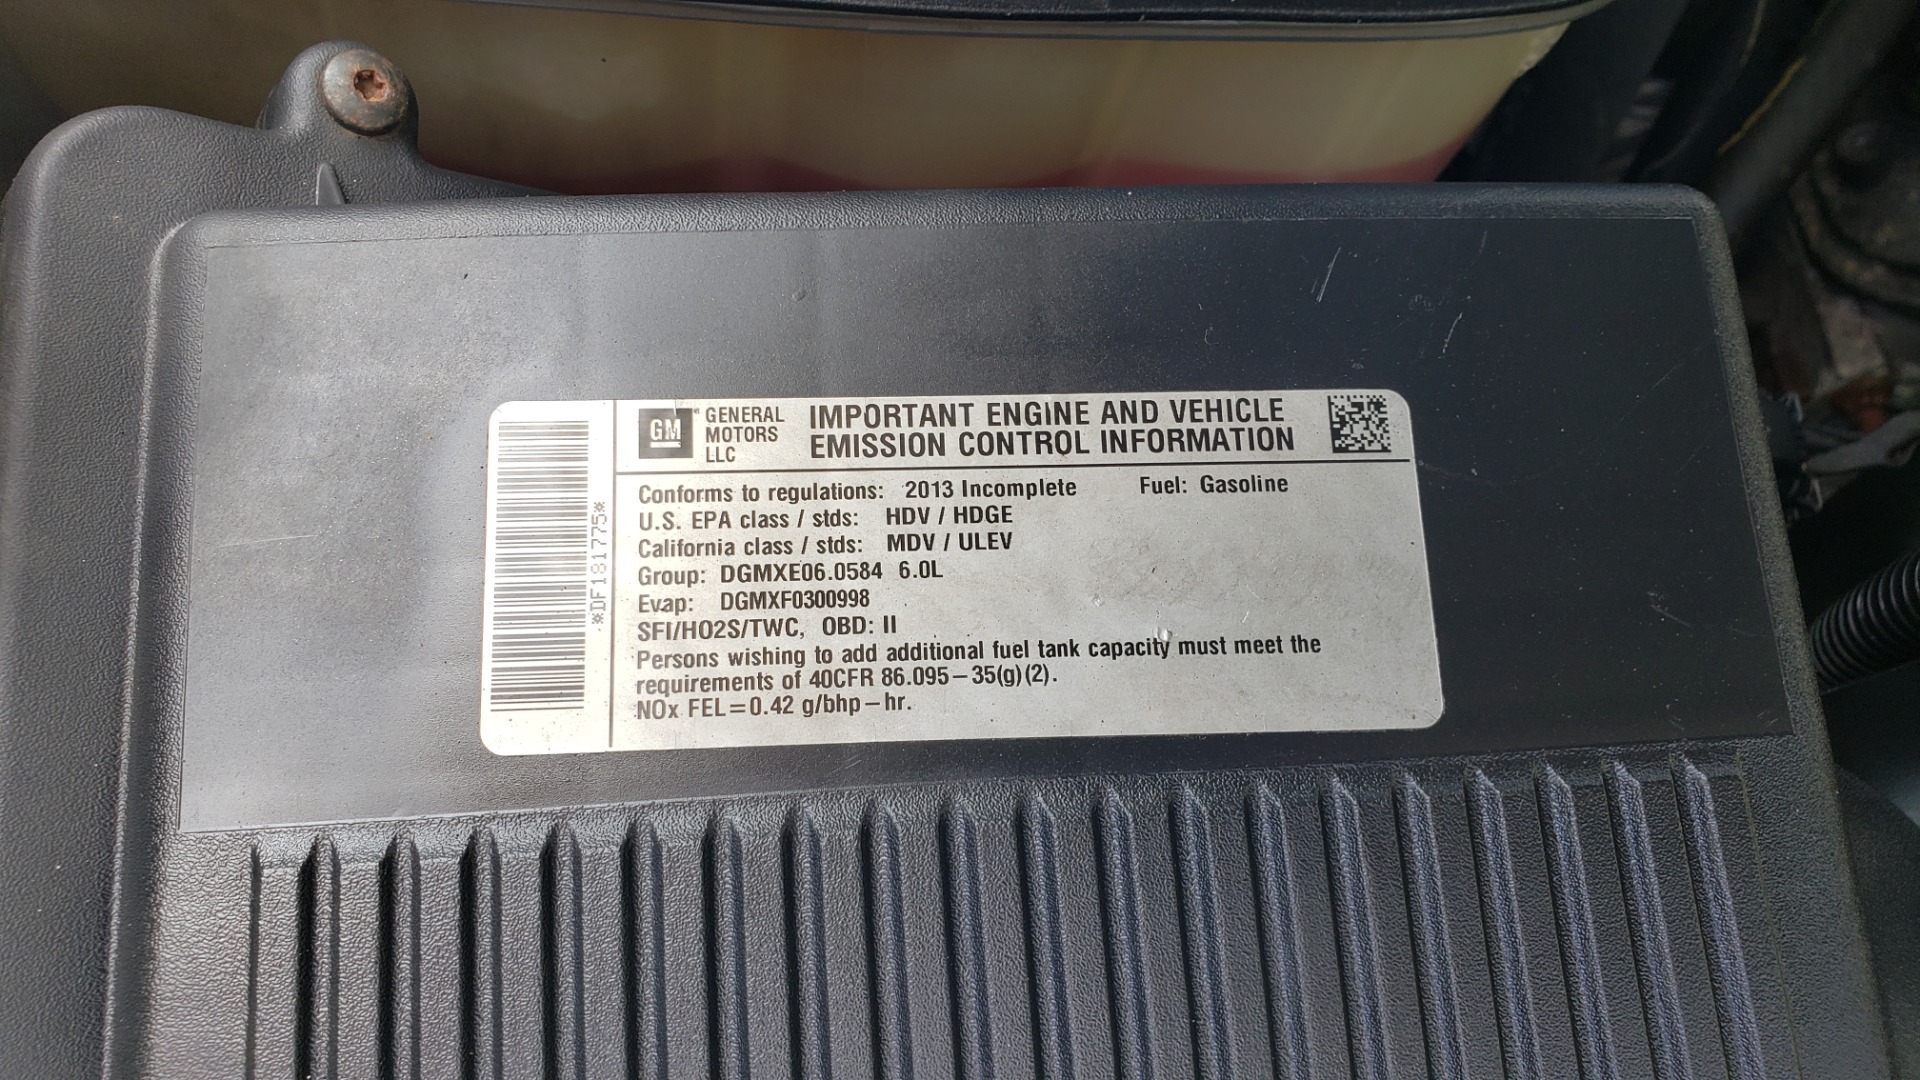 GM GENERAL MOTORS LLC
IMPORTANT ENGINE AND VEHICLE
EMISSION CONTROL INFORMATION
*DF181775*
Conforms to regulations: 2013 Incomplete Fuel: Gasoline
U.S. EPA class / stds: HDV / HDGE
California class / stds: MDV / ULEV
Group: DGMXE06.0584 6.0L
Evap: DGMXF0300998
SFI/HO2S/TWC, OBD: II
Persons wishing to add additional fuel tank capacity must meet the
requirements of 40CFR 86.095–35(g)(2).
NOx FEL=0.42 g/bhp–hr.